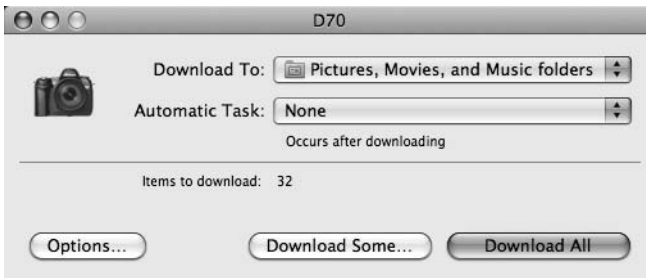 D70
Download To: Pictures, Movies, and Music folders
Automatic Task: None
Occurs after downloading
Items to download: 32
Options... Download Some... Download All